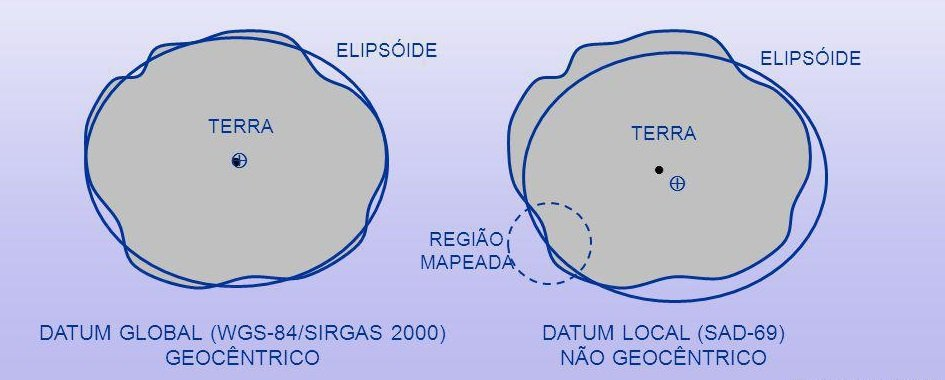 ELIPSÓIDE
TERRA
DATUM GLOBAL (WGS-84/SIRGAS 2000)
GEOCÊNTRICO
ELIPSÓIDE
TERRA
REGIÃO
MAPEADA
DATUM LOCAL (SAD-69)
NÃO GEOCÊNTRICO